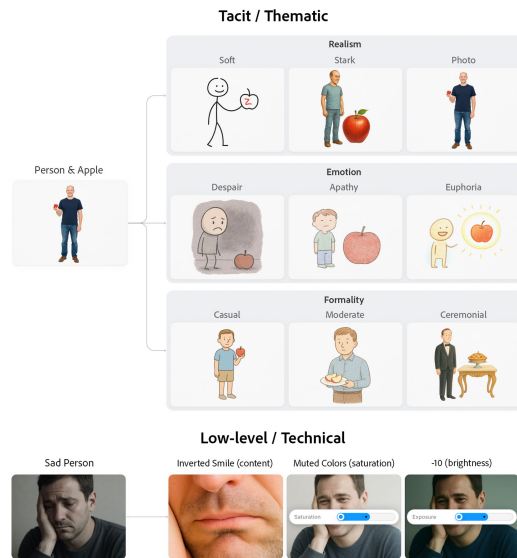 Tacit / Thematic
Realism
Soft
Stark
Photo
Person & Apple
Emotion
Despair
Apathy
Euphoria
Formality
Casual
Moderate
Ceremonial
Low-level / Technical
Sad Person
Inverted Smile (content)
Muted Colors (saturation)
-10 (brightness)
Saturation
Exposure